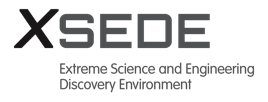 XSEDE
Extreme Science and Engineering
Discovery Environment